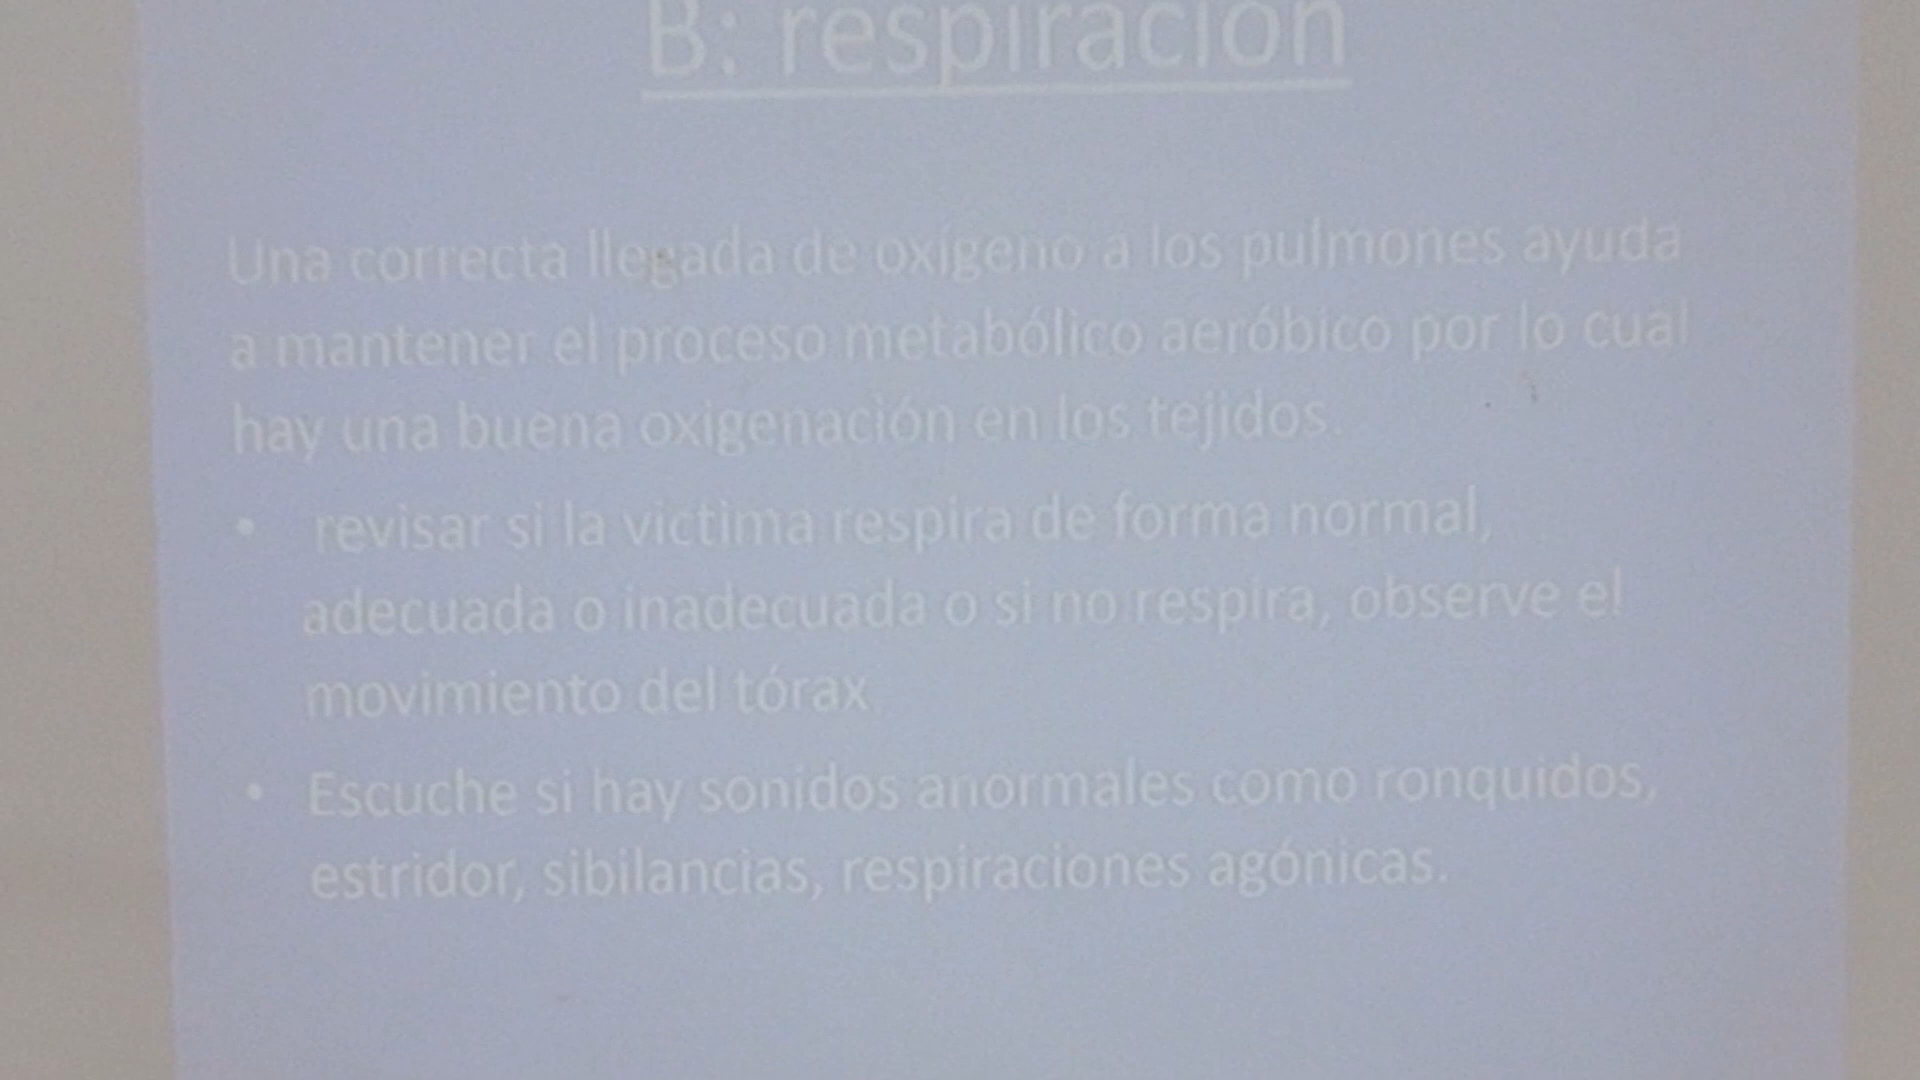 B: respiración
Una correcta llegada de oxígeno a los pulmones ayuda
a mantener el proceso metabólico aeróbico por lo cual
hay una buena oxigenación en los tejidos.
• revisar si la victima respira de forma normal,
adecuada o inadecuada o si no respira, observe el
movimiento del tórax
• Escuche si hay sonidos anormales como ronquidos,
estridor, sibilancias, respiraciones agónicas.